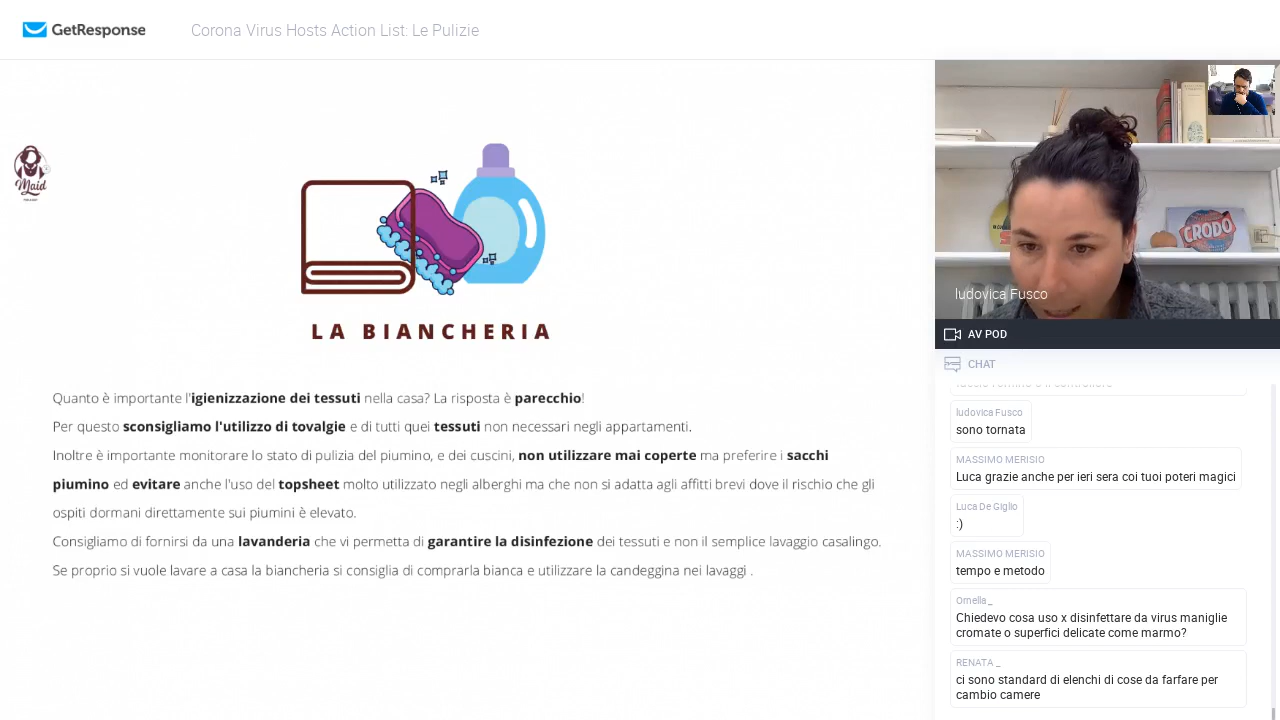 GetResponse
Corona Virus Hosts Action List: Le Pulizie
Maid
CRODO
ludovica Fusco
AV POD
CHAT
LA BIANCHERIA
Quanto è importante l'igienizzazione dei tessuti nella casa? La risposta è parecchio!
Per questo sconsigliamo l'utilizzo di tovalgie e di tutti quei tessuti non necessari negli appartamenti.
Inoltre è importante monitorare lo stato di pulizia del piumino, e dei cuscini, non utilizzare mai coperte ma preferire i sacchi
piumino ed evitare anche l'uso del topsheet molto utilizzato negli alberghi ma che non si adatta agli affitti brevi dove il rischio che gli
ospiti dormani direttamente sui piumini è elevato.
Consigliamo di fornirsi da una lavanderia che vi permetta di garantire la disinfezione dei tessuti e non il semplice lavaggio casalingo.
Se proprio si vuole lavare a casa la biancheria si consiglia di comprarla bianca e utilizzare la candeggina nei lavaggi .
ludovica Fusco
sono tornata
MASSIMO MERISIO
Luca grazie anche per ieri sera coi tuoi poteri magici
Luca De Giglio
:)
MASSIMO MERISIO
tempo e metodo
Ornella _
Chiedevo cosa uso x disinfettare da virus maniglie
cromate o superfici delicate come marmo?
RENATA _
ci sono standard di elenchi di cose da farfare per
cambio camere